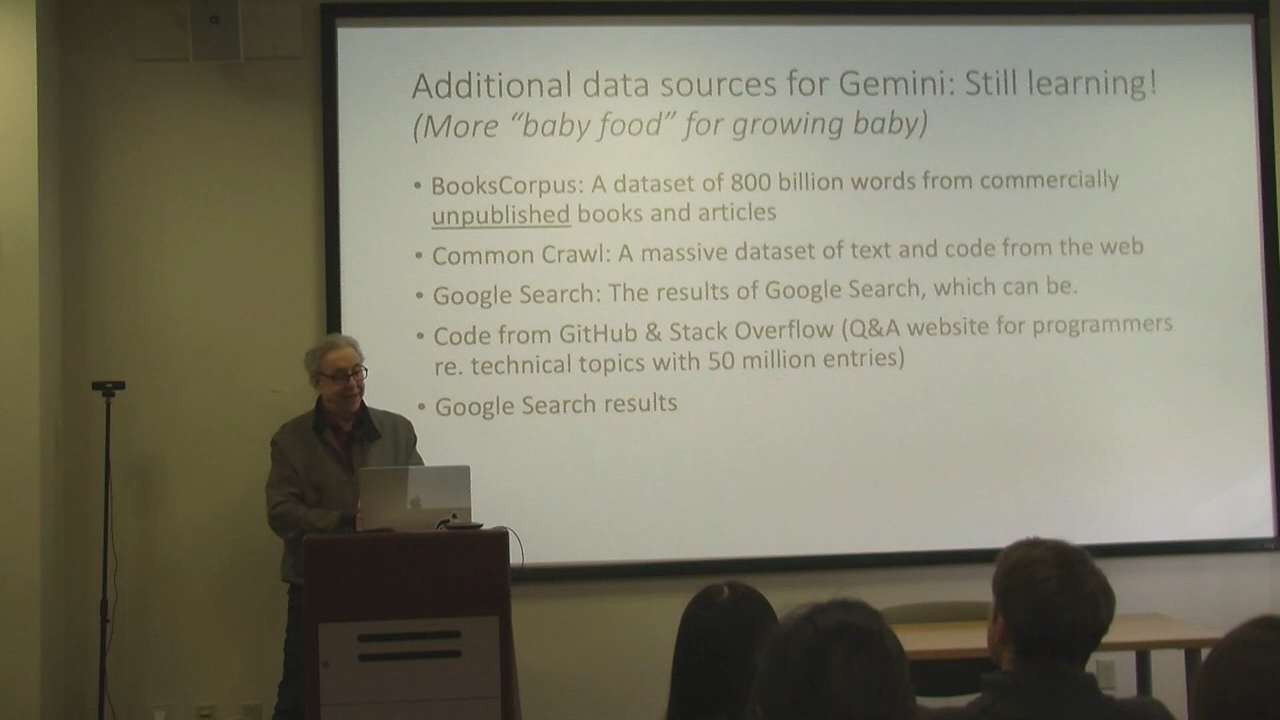 Additional data sources for Gemini: Still learning!
(More “baby food” for growing baby)
• BooksCorpus: A dataset of 800 billion words from commercially
unpublished books and articles
• Common Crawl: A massive dataset of text and code from the web
• Google Search: The results of Google Search, which can be.
• Code from GitHub & Stack Overflow (Q&A website for programmers
re. technical topics with 50 million entries)
• Google Search results